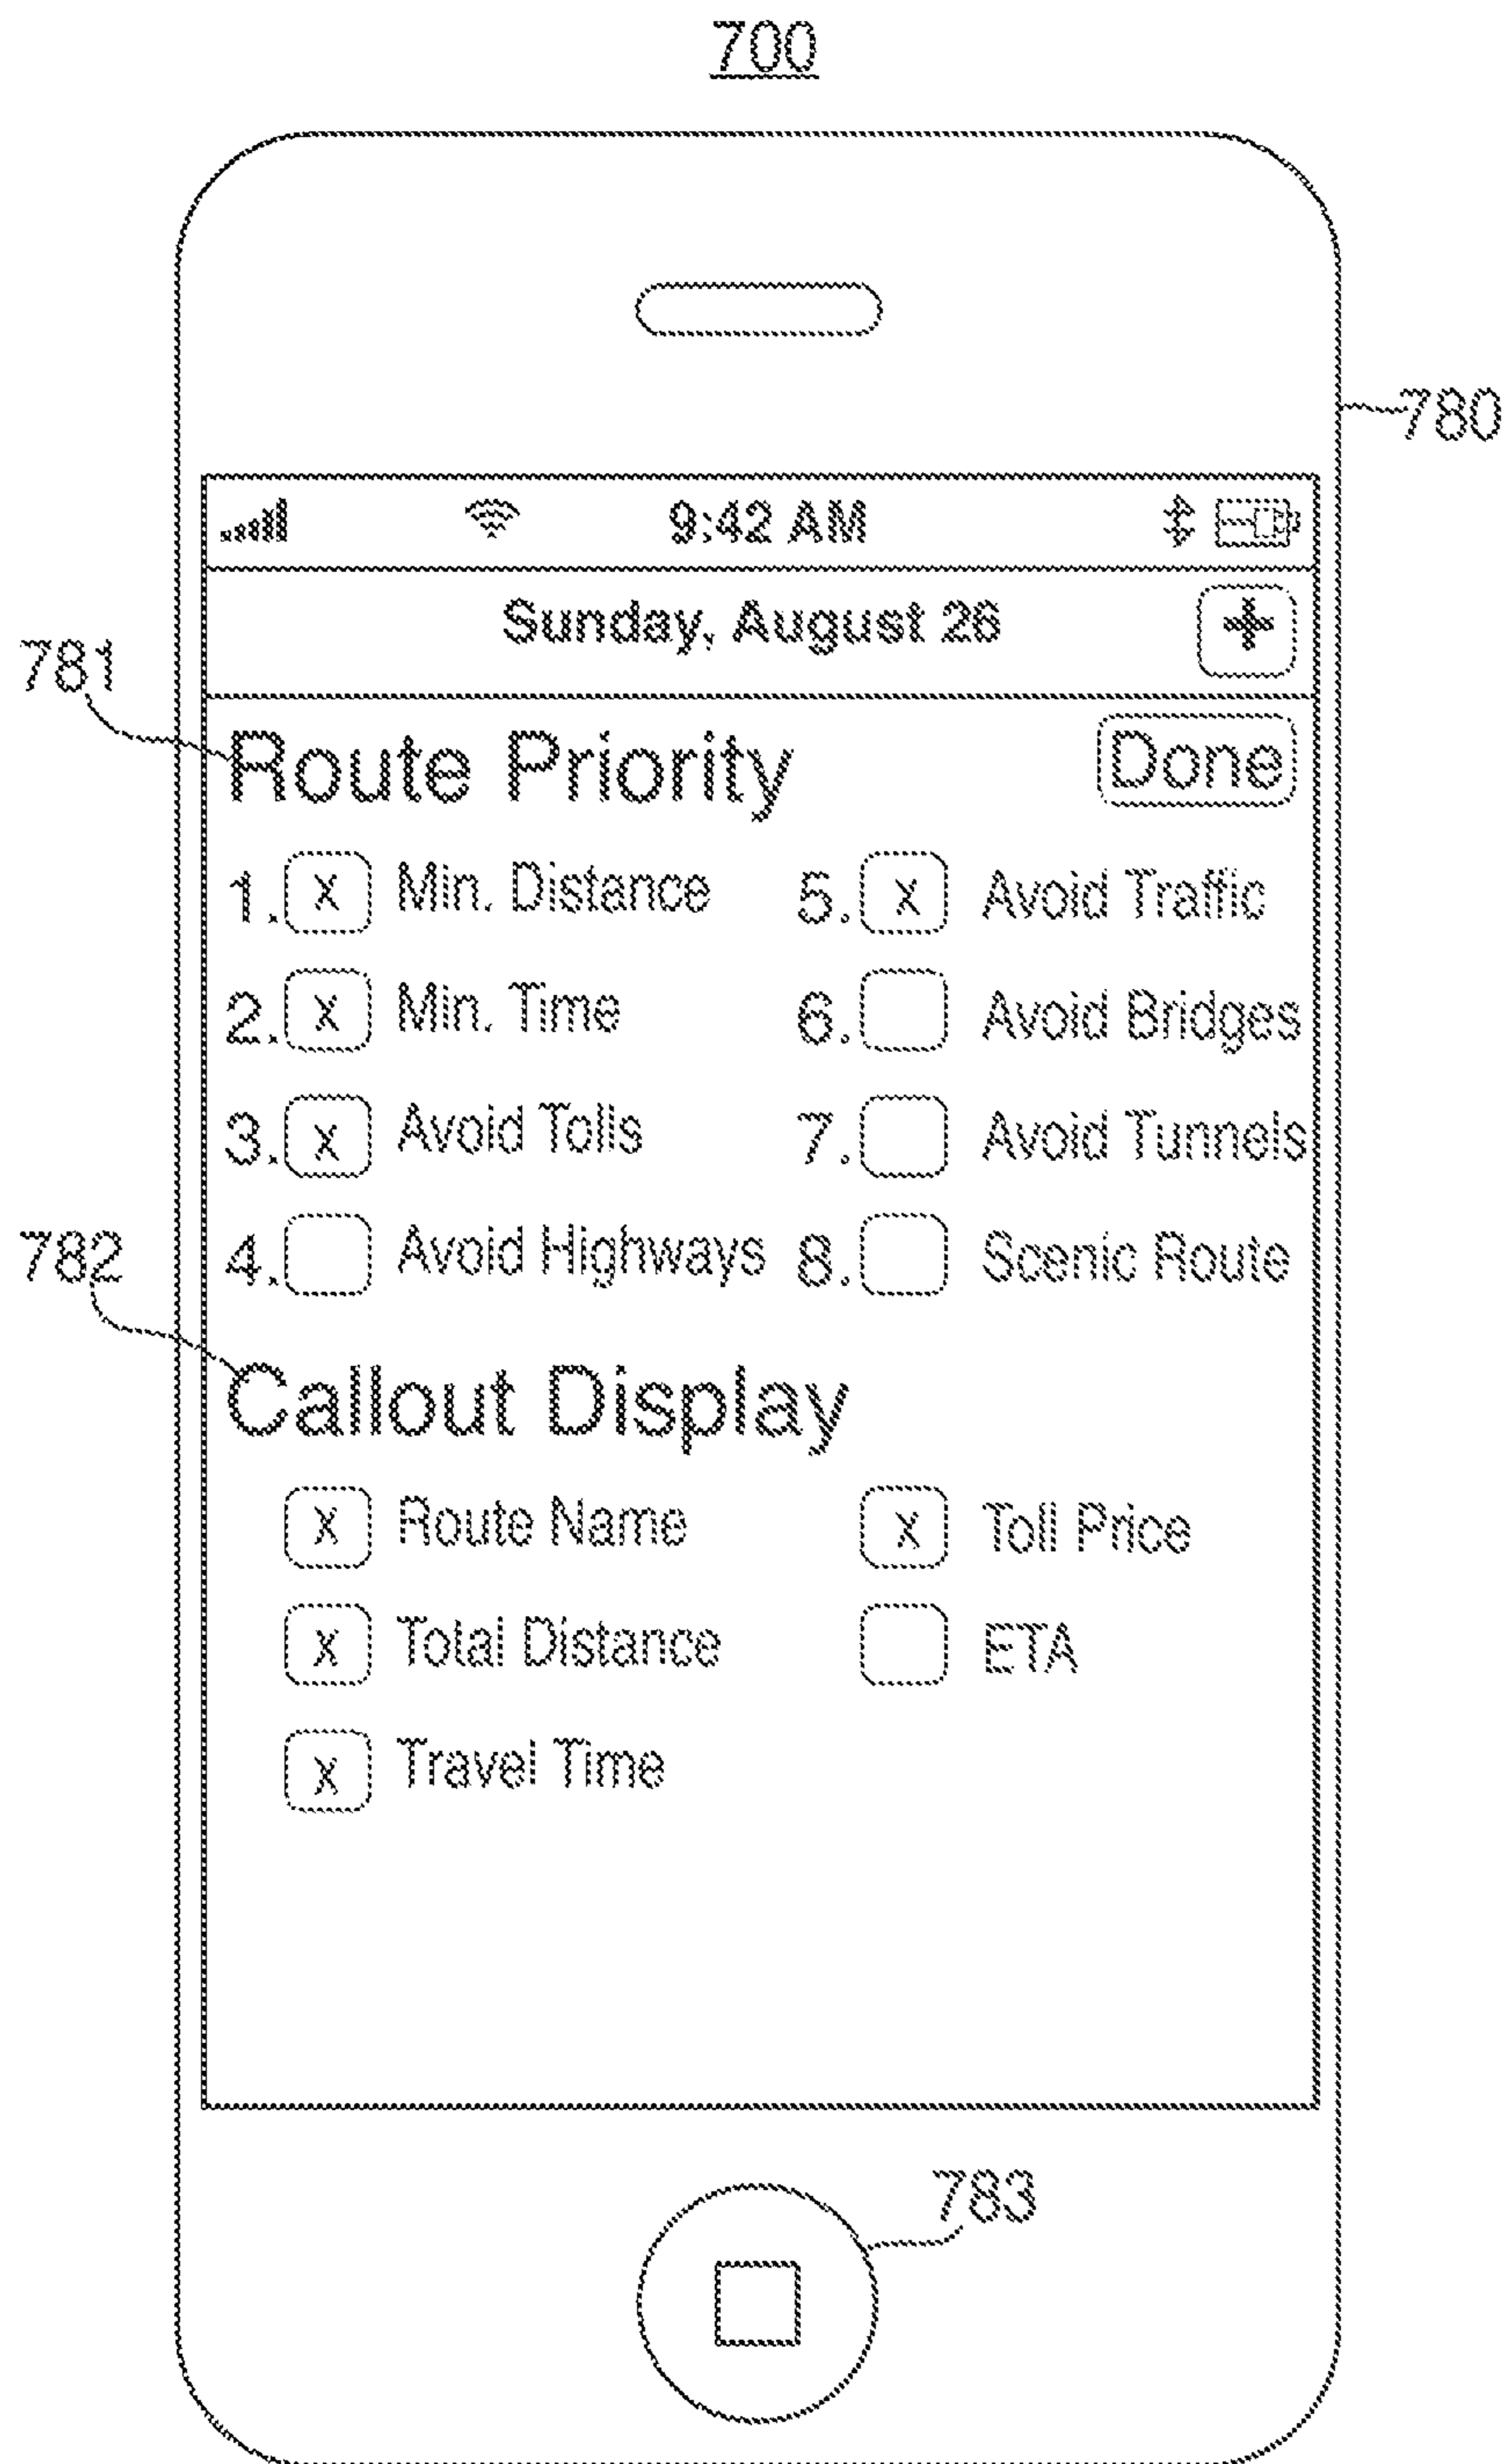 700
780
9:42 AM
Sunday, August 26
+
781
Route Priority
Done
1. x Min. Distance
5. x Avoid Traffic
2. x Min. Time
6. Avoid Bridges
3. x Avoid Tolls
7. Avoid Tunnels
782
4. Avoid Highways
8. Scenic Route
Callout Display
x Route Name
x Toll Price
x Total Distance
ETA
x Travel Time
783